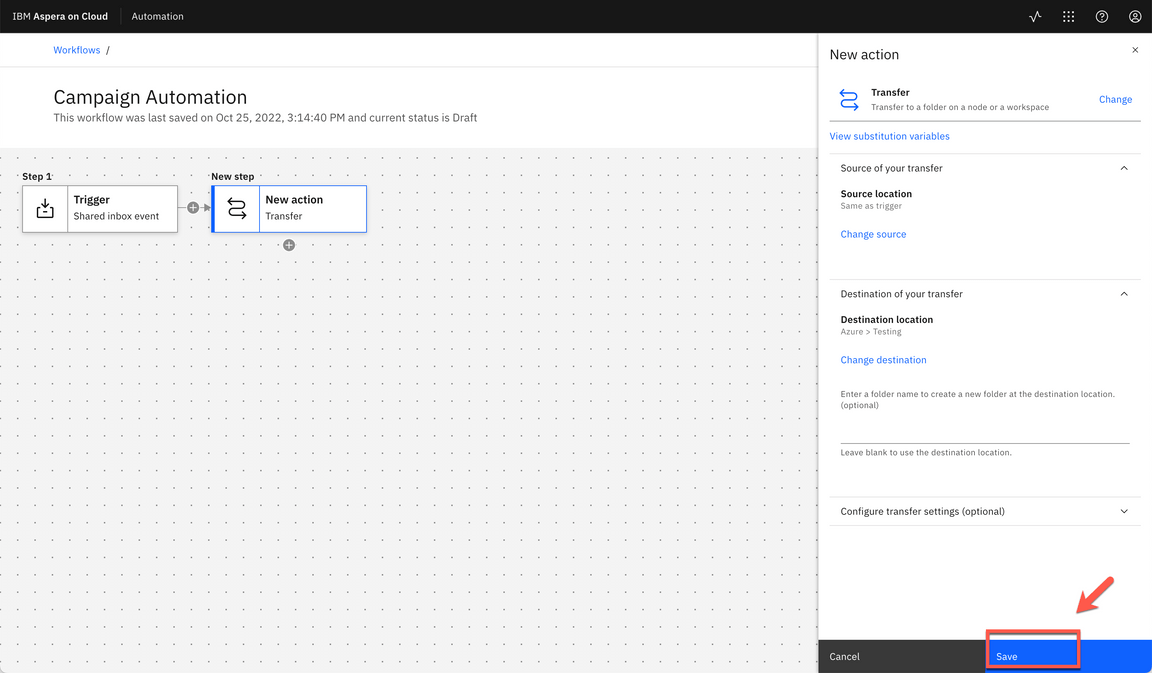 IBM Aspera on Cloud
Automation
Workflows /
Campaign Automation
This workflow was last saved on Oct 25, 2022, 3:14:40 PM and current status is Draft
Step 1
Trigger
Shared inbox event
New step
New action
Transfer
New action
Transfer
Transfer to a folder on a node or a workspace
Change
View substitution variables
Source of your transfer
Source location
Same as trigger
Change source
Destination of your transfer
Destination location
Azure > Testing
Change destination
Enter a folder name to create a new folder at the destination location.
(optional)
Leave blank to use the destination location.
Configure transfer settings (optional)
Cancel
Save